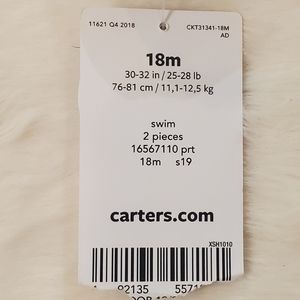 11621 Q4 2018
CKT31341-18M
AD
18m
30-32 in / 25-28 lb
76-81 cm / 11,1-12,5 kg
swim
2 pieces
16567110 prt
18m s19
carters.com
XSH1010
92135